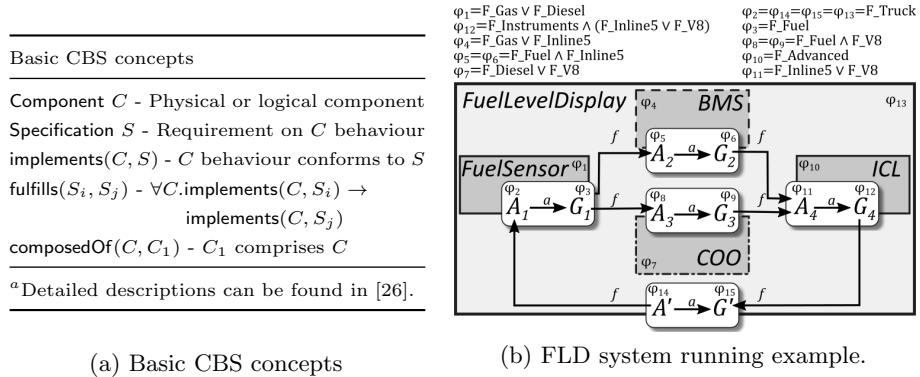 Basic CBS concepts
Component C - Physical or logical component
Specification S - Requirement on C behaviour
implements(C, S) - C behaviour conforms to S
fulfills(Sᵢ, Sⱼ) - ∀C.implements(C, Sᵢ) →
implements(C, Sⱼ)
composedOf(C, C₁) - C₁ comprises C
ᵃDetailed descriptions can be found in [26].
(a) Basic CBS concepts
φ₁=F_Gas ∨ F_Diesel
φ₁₂=F_Instruments ∧ (F_Inline5 ∨ F_V8)
φ₄=F_Gas ∨ F_Inline5
φ₅=φ₆=F_Fuel ∧ F_Inline5
φ₇=F_Diesel ∨ F_V8
φ₂=φ₁₄=φ₁₅=φ₁₃=F_Truck
φ₃=F_Fuel
φ₈=φ₉=F_Fuel ∧ F_V8
φ₁₀=F_Advanced
φ₁₁=F_Inline5 ∨ F_V8
FuelLevelDisplay
φ₄ BMS
φ₁₃
φ₅ φ₆
A₂ a G₂
f f
FuelSensor φ₁
φ₁₀ ICL
φ₂ φ₃
A₁ a G₁
f
φ₈ φ₉
A₃ a G₃
f
φ₁₁ φ₁₂
A₄ a G₄
φ₇ COO
f
φ₁₄ φ₁₅
A' a G'
f
(b) FLD system running example.